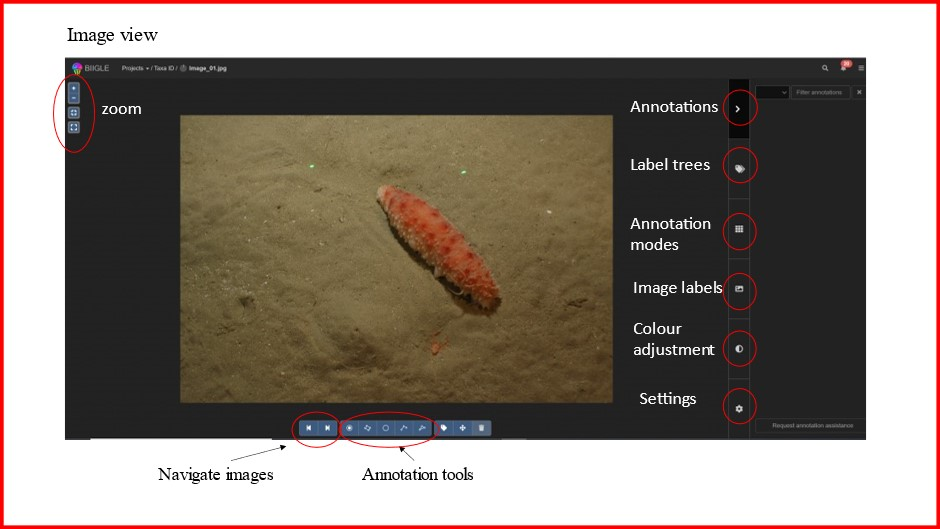 Image view
BIIGLE Projects / Taxa ID / Image_01.jpg
20
zoom
Annotations
Filter annotations
Label trees
Annotation
modes
Image labels
Colour
adjustment
Settings
Request annotation assistance
Navigate images
Annotation tools